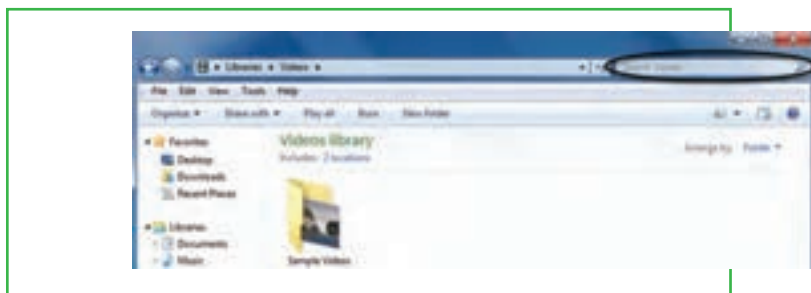 Libraries ▸ Videos ▸
Search Videos
File Edit View Tools Help
Organize Share with Play all Burn New folder
Favorites
Videos library
Includes: 2 locations
Arrange by: Folder
Desktop
Downloads
Recent Places
Libraries
Documents
Music
Sample Videos